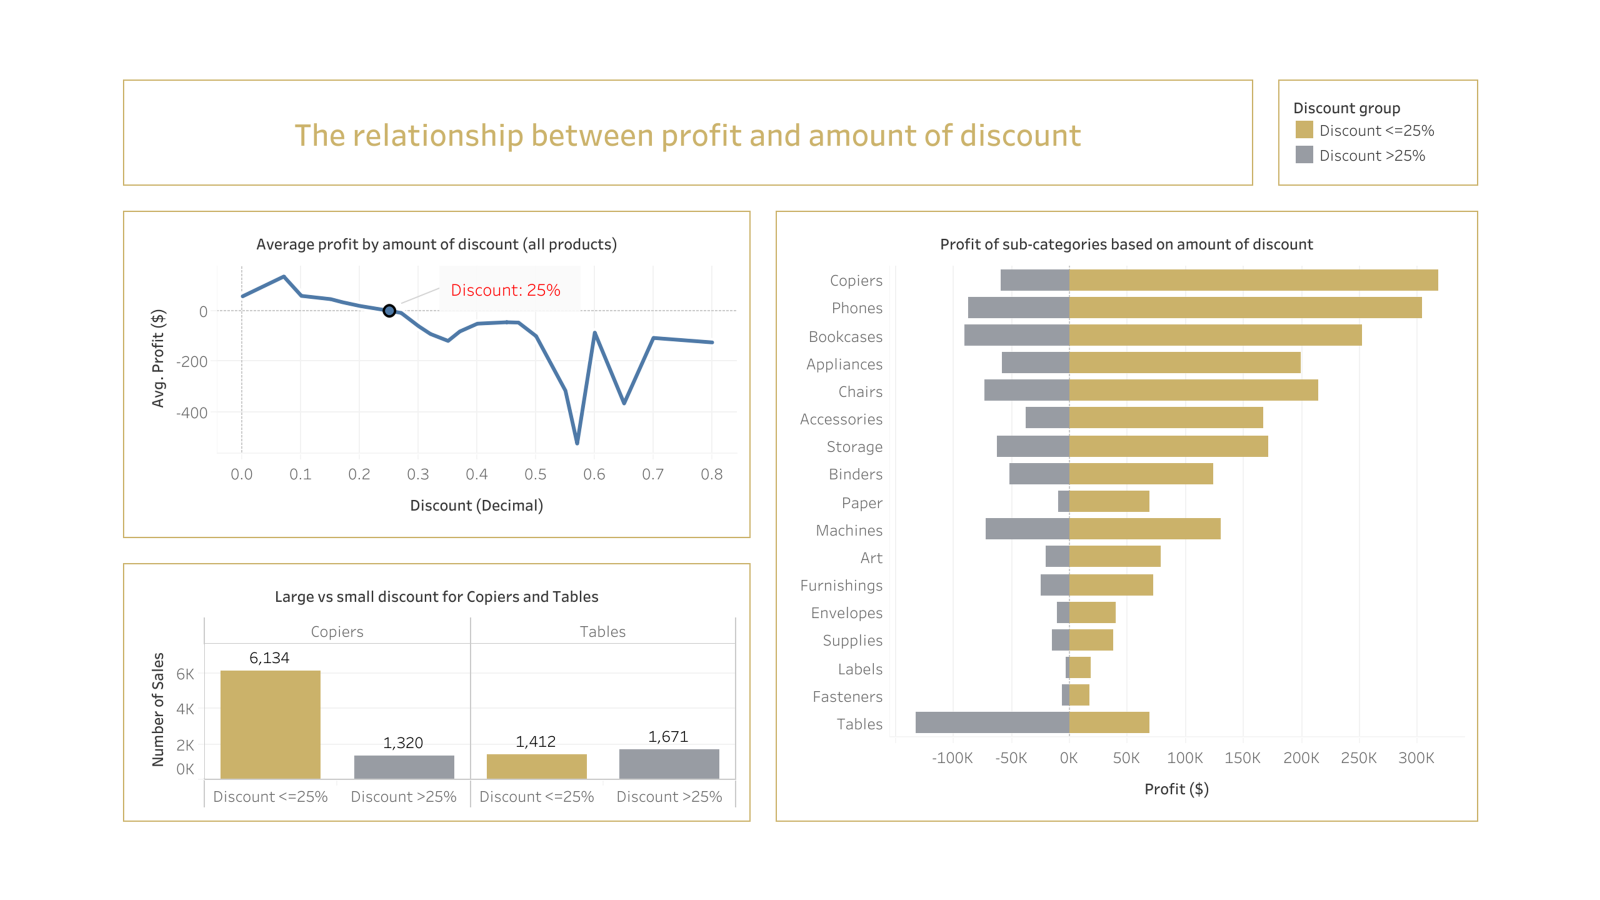 The relationship between profit and amount of discount
Discount group
Discount <=25%
Discount >25%
Average profit by amount of discount (all products)
Avg. Profit ($)
0
-200
-400
Discount: 25%
0.0 0.1 0.2 0.3 0.4 0.5 0.6 0.7 0.8
Discount (Decimal)
Large vs small discount for Copiers and Tables
Copiers Tables
Number of Sales
6K
4K
2K
0K
6,134 1,320 1,412 1,671
Discount <=25% Discount >25% Discount <=25% Discount >25%
Profit of sub-categories based on amount of discount
Copiers
Phones
Bookcases
Appliances
Chairs
Accessories
Storage
Binders
Paper
Machines
Art
Furnishings
Envelopes
Supplies
Labels
Fasteners
Tables
-100K -50K 0K 50K 100K 150K 200K 250K 300K
Profit ($)